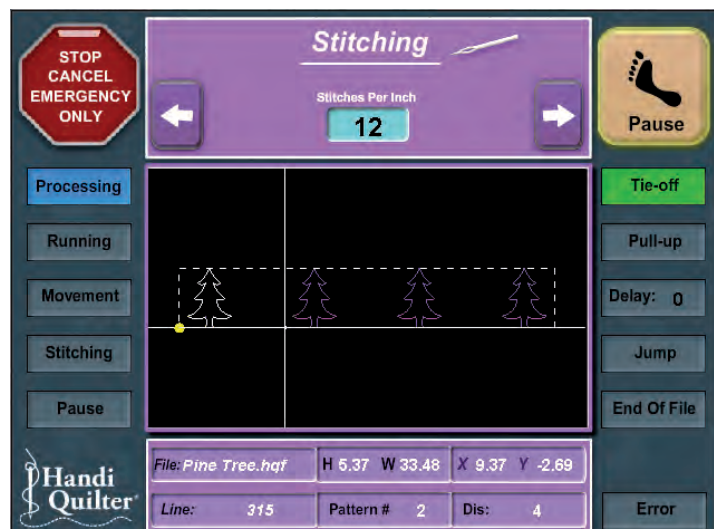 STOP
CANCEL
EMERGENCY
ONLY
Stitching
Stitches Per Inch
12
Pause
Processing
Running
Movement
Stitching
Pause
Tie-off
Pull-up
Delay: 0
Jump
End Of File
Handi
Quilter
File: Pine Tree.hqf H 5.37 W 33.48 X 9.37 Y -2.69
Line: 315 Pattern # 2 Dis: 4
Error